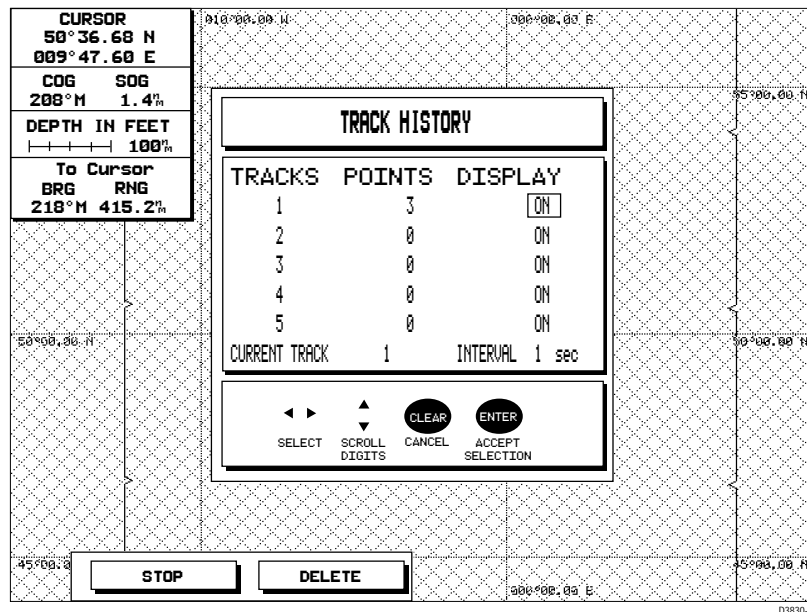 CURSOR
50°36.68 N
009°47.60 E
COG SOG
208°M 1.4nm
DEPTH IN FEET
100nm
To Cursor
BRG RNG
218°M 415.2nm
010°00.00 W
000°00.00 E
55°00.00 N
TRACK HISTORY
TRACKS POINTS DISPLAY
1 3 ON
2 0 ON
3 0 ON
4 0 ON
5 0 ON
CURRENT TRACK 1 INTERVAL 1 sec
50°00.00 N
50°00.00 N
CLEAR ENTER
SELECT SCROLL DIGITS CANCEL ACCEPT SELECTION
45°00.0
45°00.00 N
STOP DELETE
000°00.00 E
D3830-